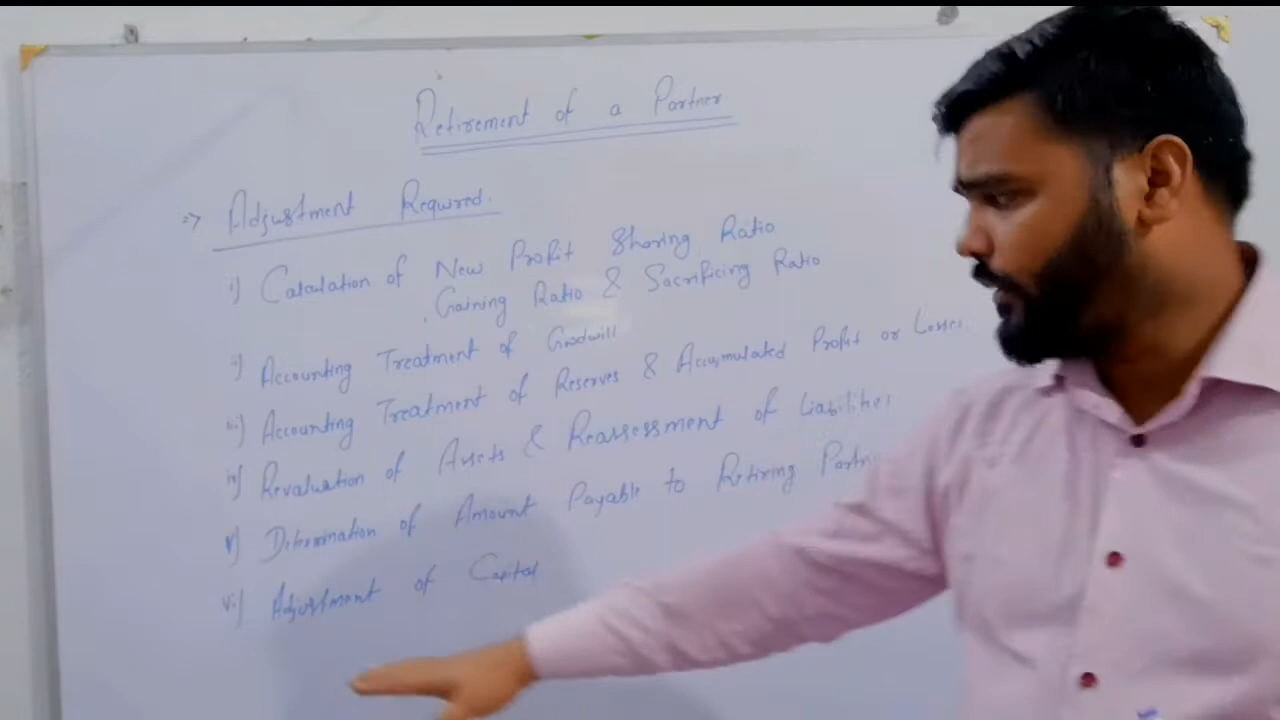 Retirement of a Partner
=> Adjustment Required.
i) Calculation of New Profit Sharing Ratio
Gaining Ratio & Sacrificing Ratio
ii) Accounting Treatment of Goodwill
iii) Accounting Treatment of Reserves & Accumulated Profit or Losses.
iv) Revaluation of Assets & Reassessment of Liabilities
v) Determination of Amount Payable to Retiring
vi) Adjustment of Capital